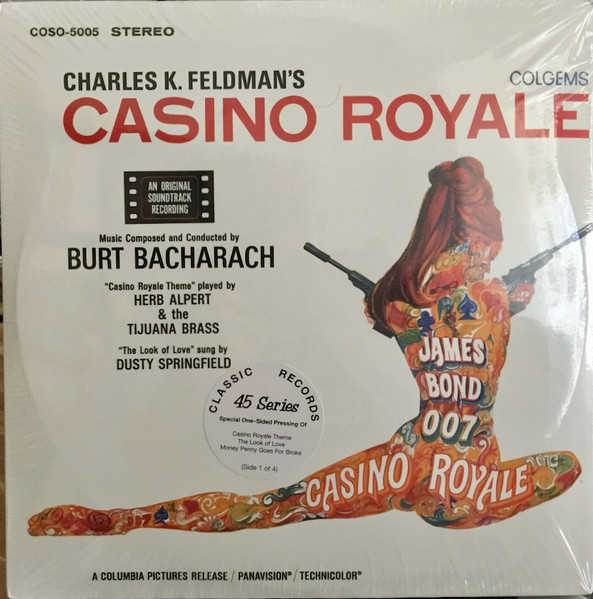 COSO-5005 STEREO
COLGEMS
CHARLES K. FELDMAN'S
CASINO ROYALE
AN ORIGINAL
SOUNDTRACK
RECORDING
Music Composed and Conducted by
BURT BACHARACH
"Casino Royale Theme" played by
HERB ALPERT
& the
TIJUANA BRASS
"The Look of Love" sung by
DUSTY SPRINGFIELD
CLASSIC RECORDS
45 Series
Special One-Sided Pressing Of
Casino Royale Theme
The Look of Love
Money Penny Goes For Broke
(Side 1 of 4)
JAMES
BOND
007
CASINO ROYALE
A COLUMBIA PICTURES RELEASE / PANAVISION® / TECHNICOLOR®